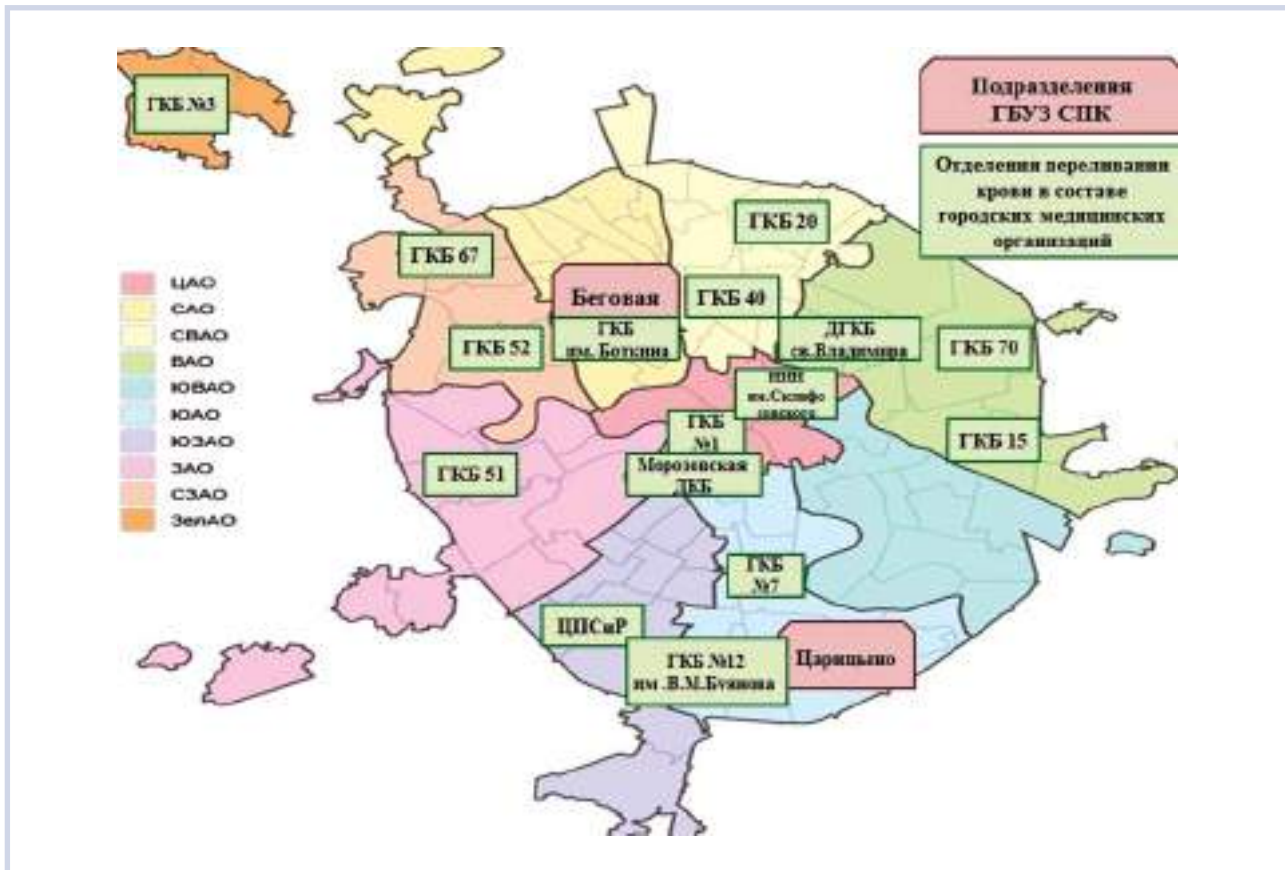 ГКБ №3
Подразделения
ГБУЗ СПК
Отделения переливания
крови в составе
городских медицинских
организаций
ГКБ 20
ГКБ 67
Беговая
ГКБ 40
ГКБ
им. Боткина
ДГКБ
св.Владимира
ГКБ 52
ГКБ 70
им.Склифо
совского
ГКБ
№1
ГКБ 15
Морозовская
ДКБ
ГКБ 51
ГКБ
№7
ЦПСиР
ГКБ №12
им .В.М.Буянова
Царицыно
ЦАО
САО
СВАО
ВАО
ЮВАО
ЮАО
ЮЗАО
ЗАО
СЗАО
ЗелАО